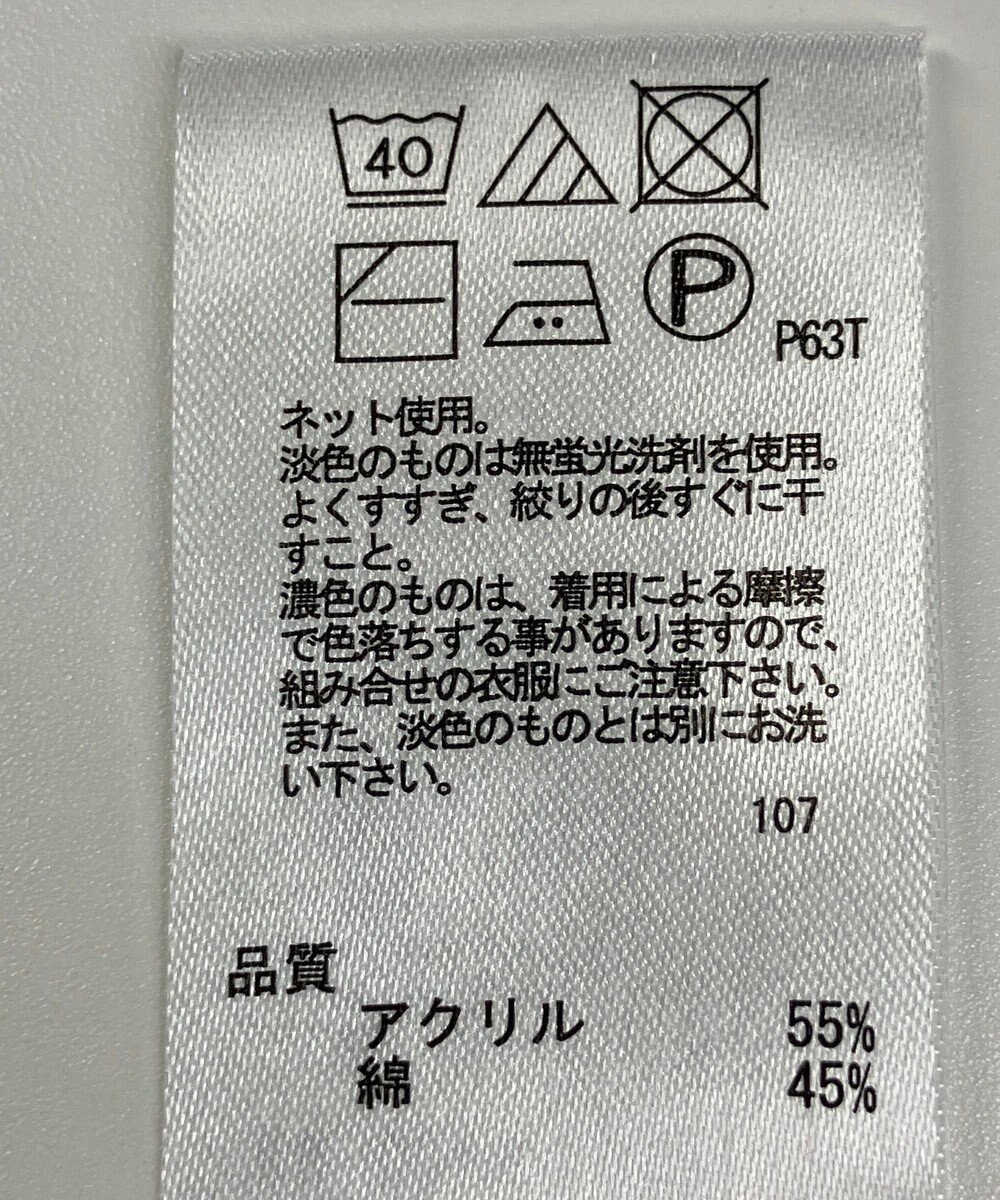 40
P
P63T
ネット使用。
淡色のものは無蛍光洗剤を使用。
よくすすぎ、絞りの後すぐに干
すこと。
濃色のものは、着用による摩擦
で色落ちする事がありますので、
組み合せの衣服にご注意下さい。
また、淡色のものとは別にお洗
い下さい。
107
品質
アクリル 55%
綿 45%